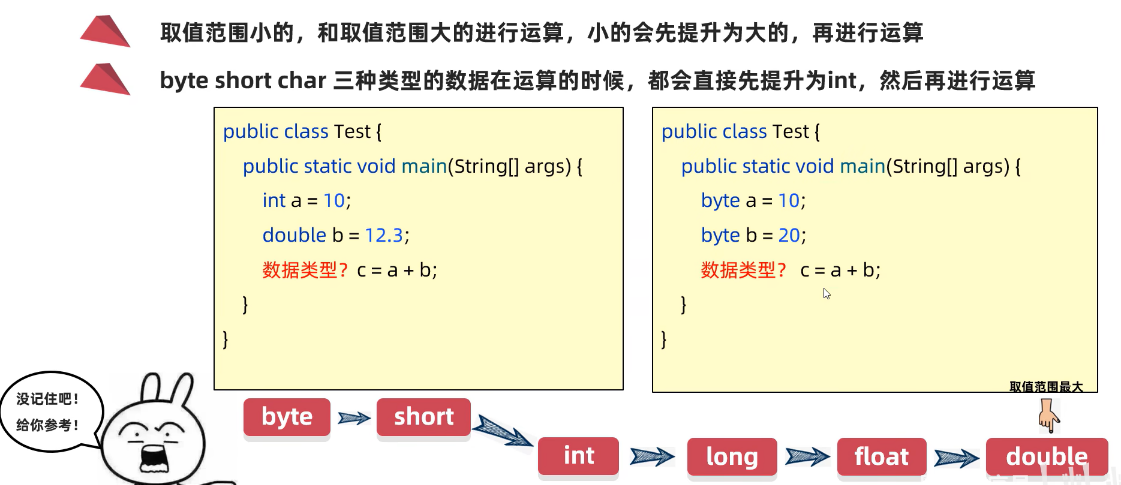 取值范围小的，和取值范围大的进行运算，小的会先提升为大的，再进行运算
byte short char 三种类型的数据在运算的时候，都会直接先提升为int，然后再进行运算
public class Test {
public static void main(String[] args) {
int a = 10;
double b = 12.3;
数据类型？ c = a + b;
}
}
public class Test {
public static void main(String[] args) {
byte a = 10;
byte b = 20;
数据类型？ c = a + b;
}
}
取值范围最大
没记住吧！
给你参考！
byte
short
int
long
float
double